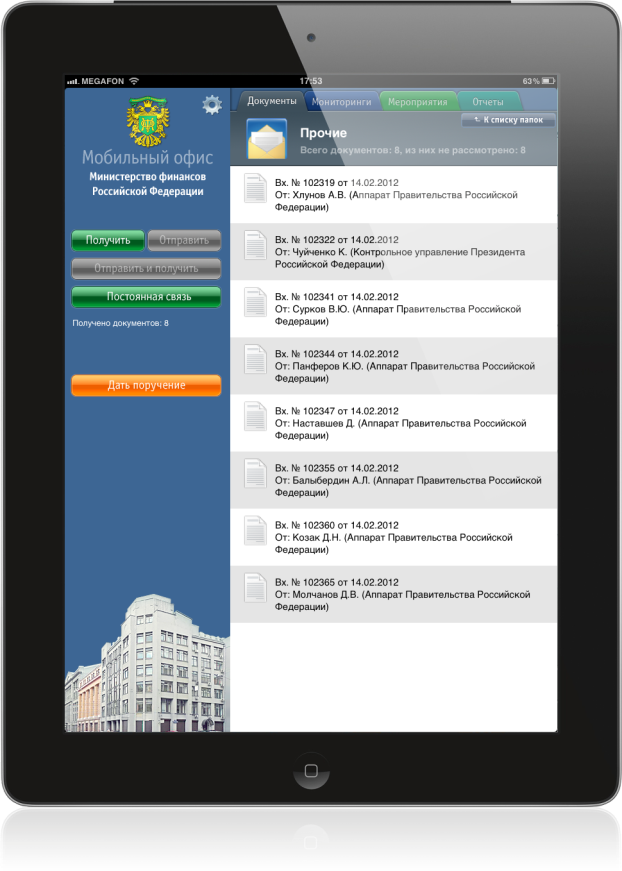 MEGAFON
17:53
63%
Мобильный офис
Министерство финансов
Российской Федерации
Получить
Отправить
Отправить и получить
Постоянная связь
Получено документов: 8
Дать поручение
Документы
Мониторинги
Мероприятия
Отчеты
К списку папок
Прочие
Всего документов: 8, из них не рассмотрено: 8
Вх. № 102319 от 14.02.2012
От: Хлунов А.В. (Аппарат Правительства Российской
Федерации)
Вх. № 102322 от 14.02.2012
От: Чуйченко К. (Контрольное управление Президента
Российской Федерации)
Вх. № 102341 от 14.02.2012
От: Сурков В.Ю. (Аппарат Правительства Российской
Федерации)
Вх. № 102344 от 14.02.2012
От: Панферов К.Ю. (Аппарат Правительства Российской
Федерации)
Вх. № 102347 от 14.02.2012
От: Наставшев Д. (Аппарат Правительства Российской
Федерации)
Вх. № 102355 от 14.02.2012
От: Балыбердин А.Л. (Аппарат Правительства Российской
Федерации)
Вх. № 102360 от 14.02.2012
От: Козак Д.Н. (Аппарат Правительства Российской
Федерации)
Вх. № 102365 от 14.02.2012
От: Молчанов Д.В. (Аппарат Правительства Российской
Федерации)